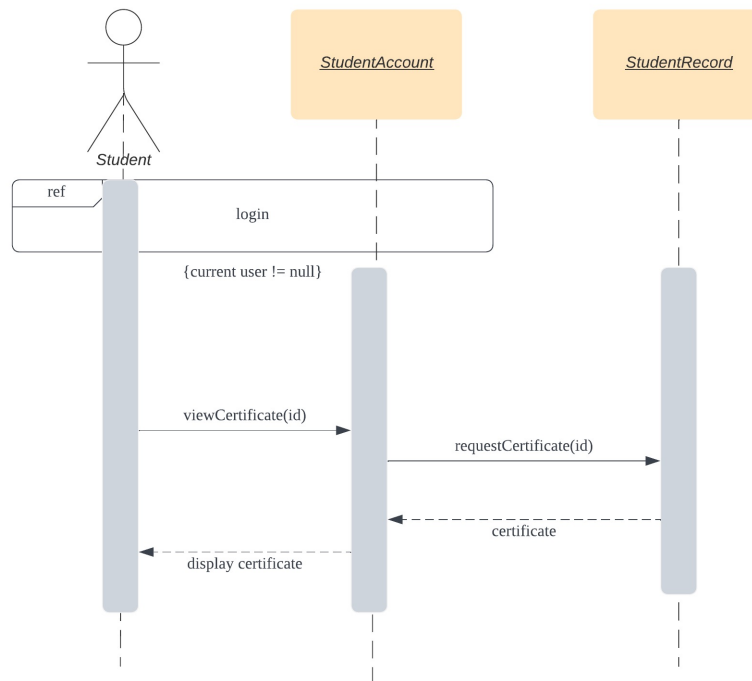 StudentAccount
StudentRecord
Student
ref
login
{current user != null}
viewCertificate(id)
requestCertificate(id)
certificate
display certificate